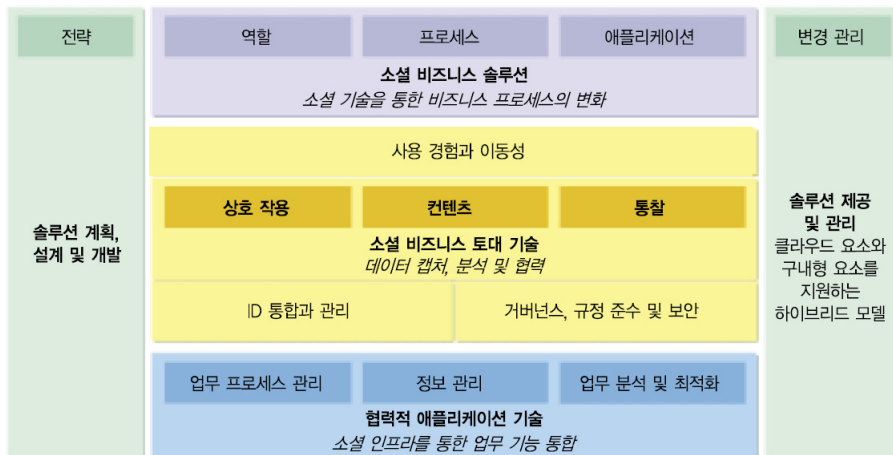 전략
솔루션 계획,
설계 및 개발
역할
프로세스
애플리케이션
소셜 비즈니스 솔루션
소셜 기술을 통한 비즈니스 프로세스의 변화
사용 경험과 이동성
상호 작용
컨텐츠
통찰
소셜 비즈니스 토대 기술
데이터 캡처, 분석 및 협력
ID 통합과 관리
거버넌스, 규정 준수 및 보안
업무 프로세스 관리
정보 관리
업무 분석 및 최적화
협력적 애플리케이션 기술
소셜 인프라를 통한 업무 기능 통합
변경 관리
솔루션 제공
및 관리
클라우드 요소와
구내형 요소를
지원하는
하이브리드 모델